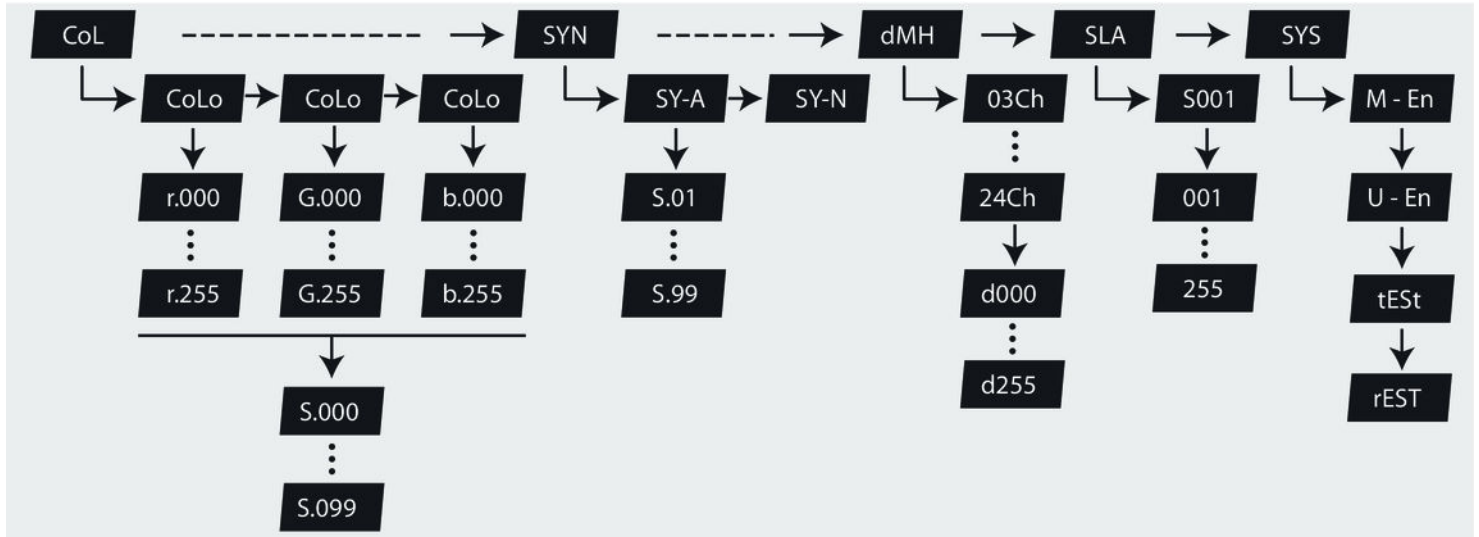 CoL SYN dMH SLA SYS
CoLo CoLo CoLo SY-A SY-N 03Ch S001 M - En
r.000 G.000 b.000 S.01 24Ch 001 U - En
r.255 G.255 b.255 S.99 d000 255 tESt
S.000 d255 rEST
S.099